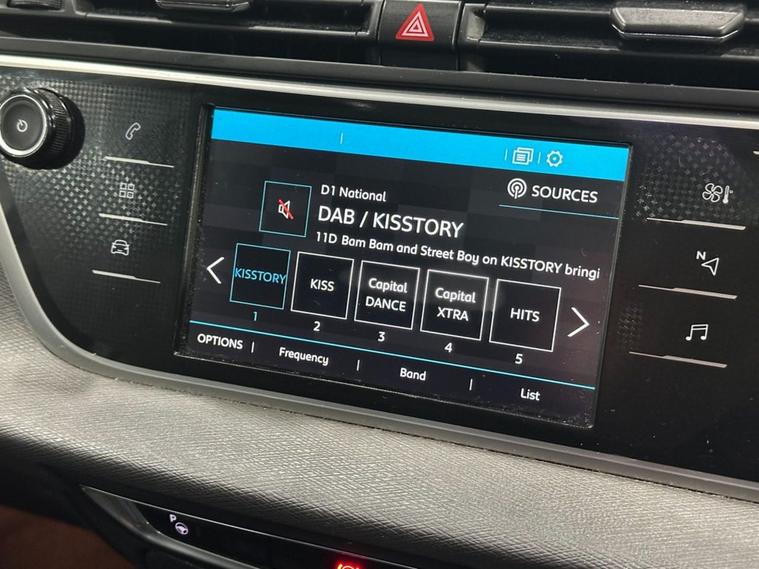 SOURCES
D1 National
DAB / KISSTORY
11D Bam Bam and Street Boy on KISSTORY bringi
KISSTORY
KISS
Capital
DANCE
Capital
XTRA
HITS
1
2
3
4
5
OPTIONS
Frequency
Band
List
N
P